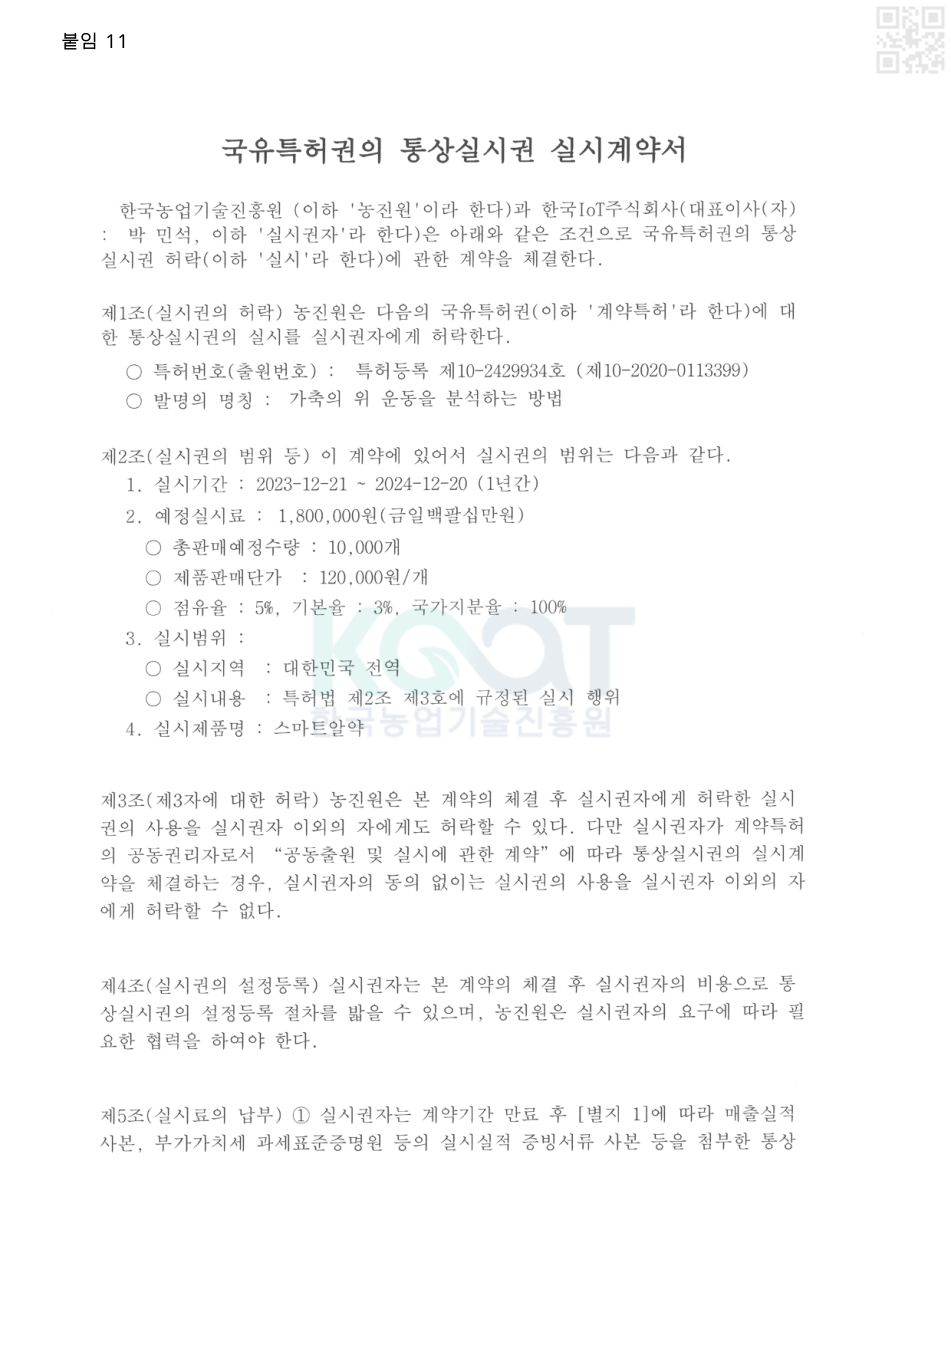 붙임 11
국유특허권의 통상실시권 실시계약서
한국농업기술진흥원 (이하 '농진원'이라 한다)과 한국IoT주식회사(대표이사(자)
: 박 민석, 이하 '실시권자'라 한다)은 아래와 같은 조건으로 국유특허권의 통상
실시권 허락(이하 '실시'라 한다)에 관한 계약을 체결한다.
제1조(실시권의 허락) 농진원은 다음의 국유특허권(이하 '계약특허'라 한다)에 대
한 통상실시권의 실시를 실시권자에게 허락한다.
○ 특허번호(출원번호) : 특허등록 제10-2429934호 (제10-2020-0113399)
○ 발명의 명칭 : 가축의 위 운동을 분석하는 방법
제2조(실시권의 범위 등) 이 계약에 있어서 실시권의 범위는 다음과 같다.
1. 실시기간 : 2023-12-21 ~ 2024-12-20 (1년간)
2. 예정실시료 : 1,800,000원(금일백팔십만원)
○ 총판매예정수량 : 10,000개
○ 제품판매단가 : 120,000원/개
○ 점유율 : 5%, 기본율 : 3%, 국가지분율 : 100%
3. 실시범위 :
○ 실시지역 : 대한민국 전역
○ 실시내용 : 특허법 제2조 제3호에 규정된 실시 행위
4. 실시제품명 : 스마트알약
KOAT
한국농업기술진흥원
제3조(제3자에 대한 허락) 농진원은 본 계약의 체결 후 실시권자에게 허락한 실시
권의 사용을 실시권자 이외의 자에게도 허락할 수 있다. 다만 실시권자가 계약특허
의 공동권리자로서 “공동출원 및 실시에 관한 계약”에 따라 통상실시권의 실시계
약을 체결하는 경우, 실시권자의 동의 없이는 실시권의 사용을 실시권자 이외의 자
에게 허락할 수 없다.
제4조(실시권의 설정등록) 실시권자는 본 계약의 체결 후 실시권자의 비용으로 통
상실시권의 설정등록 절차를 밟을 수 있으며, 농진원은 실시권자의 요구에 따라 필
요한 협력을 하여야 한다.
제5조(실시료의 납부) ① 실시권자는 계약기간 만료 후 [별지 1]에 따라 매출실적
사본, 부가가치세 과세표준증명원 등의 실시실적 증빙서류 사본 등을 첨부한 통상